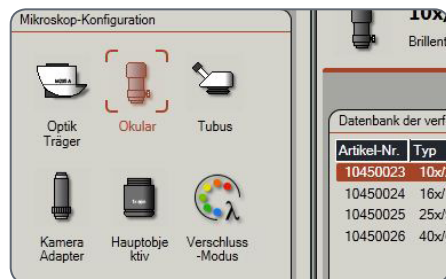 Mikroskop-Konfiguration
Optik
Träger
Okular
Tubus
Kamera
Adapter
Hauptobje
ktiv
Verschluss
-Modus
λ
10x/
Brillent
Datenbank der verf
Artikel-Nr. Typ
10450023 10x/
10450024 16x/
10450025 25x/
10450026 40x/